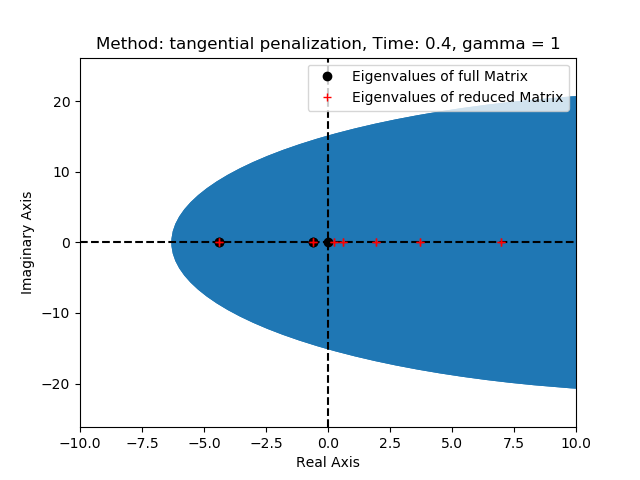 Method: tangential penalization, Time: 0.4, gamma = 1
Eigenvalues of full Matrix
Eigenvalues of reduced Matrix
Imaginary Axis
20
10
0
−10
−20
−10.0 −7.5 −5.0 −2.5 0.0 2.5 5.0 7.5 10.0
Real Axis